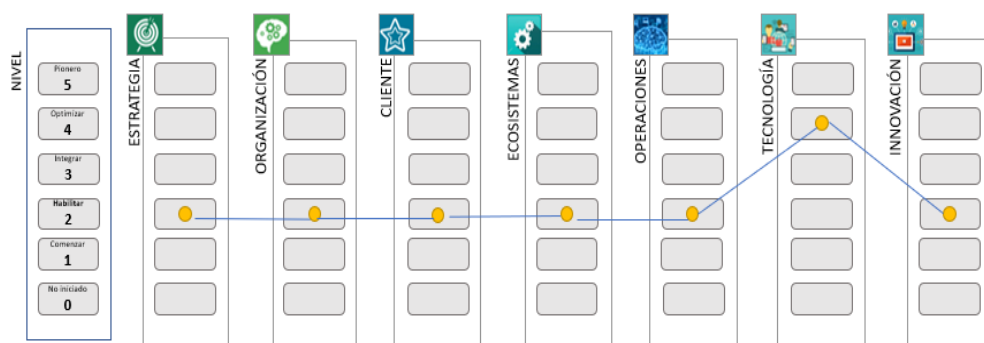 NIVEL
Pionero
5
Optimizar
4
Integrar
3
Habilitar
2
Comenzar
1
No iniciado
0
ESTRATEGIA
ORGANIZACIÓN
CLIENTE
ECOSISTEMAS
OPERACIONES
TECNOLOGÍA
INNOVACIÓN